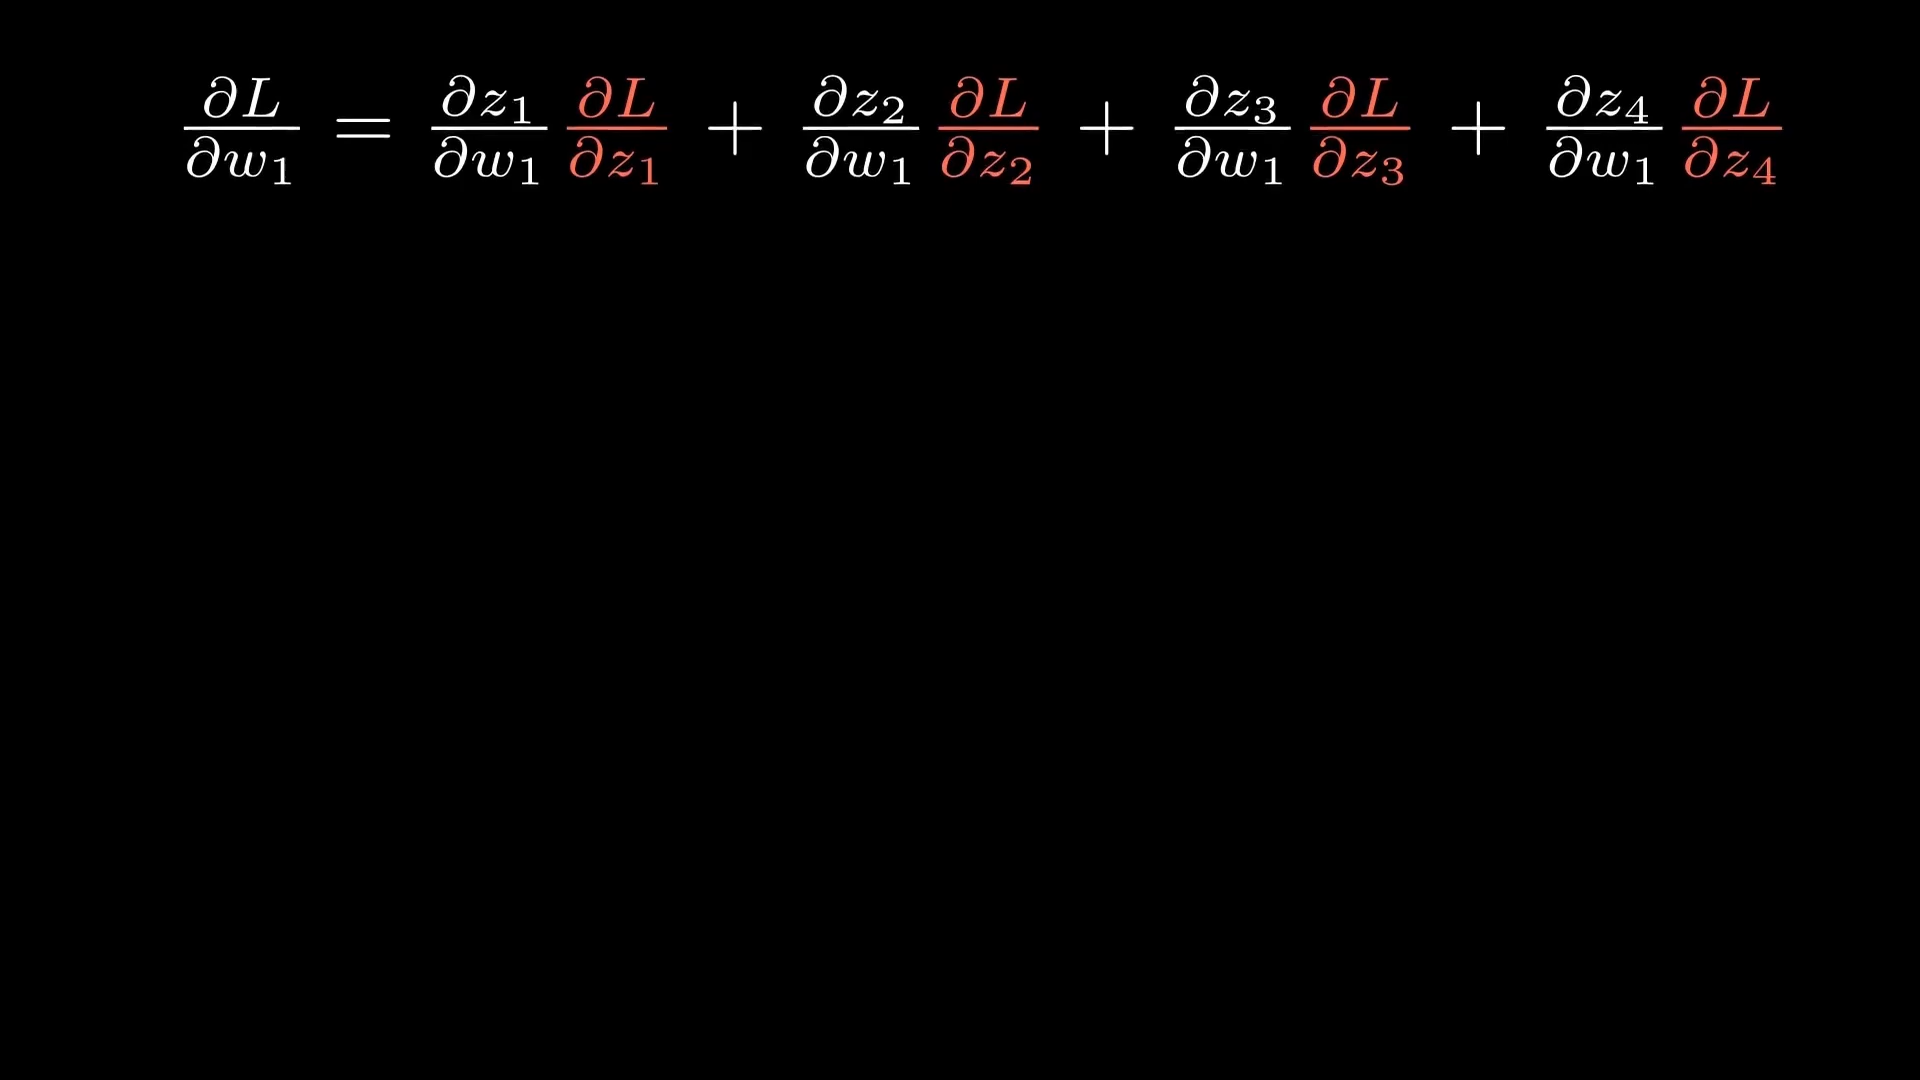 ∂L/∂w₁ = ∂z₁/∂w₁ ∂L/∂z₁ + ∂z₂/∂w₁ ∂L/∂z₂ + ∂z₃/∂w₁ ∂L/∂z₃ + ∂z₄/∂w₁ ∂L/∂z₄